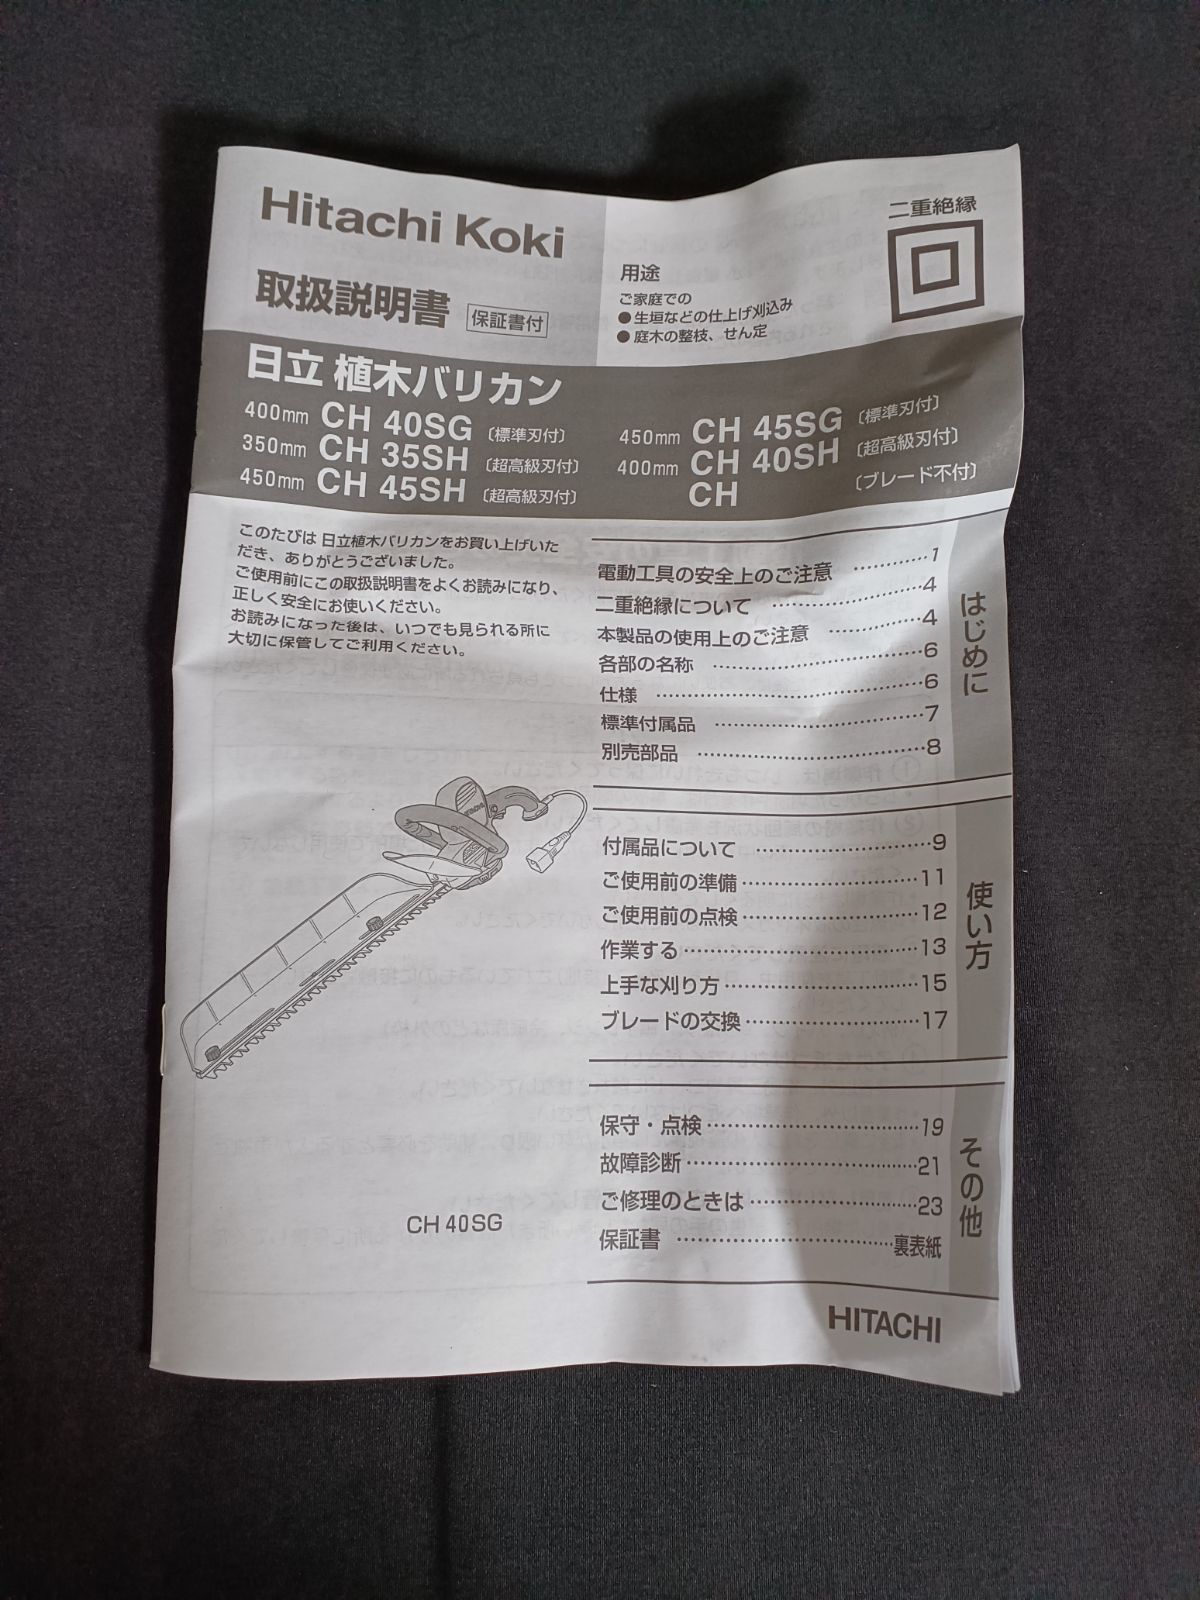 Hitachi Koki
取扱説明書 保証書付
用途
ご家庭での
●生垣などの仕上げ刈込み
●庭木の整枝、せん定
二重絶縁
日立 植木バリカン
400mm CH 40SG〔標準刃付〕
350mm CH 35SH〔超高級刃付〕
450mm CH 45SH〔超高級刃付〕
450mm CH 45SG〔標準刃付〕
400mm CH 40SH〔超高級刃付〕
CH〔ブレード不付〕
このたびは 日立植木バリカンをお買い上げいた
だき、ありがとうございました。
ご使用前にこの取扱説明書をよくお読みになり、
正しく安全にお使いください。
お読みになった後は、いつでも見られる所に
大切に保管してご利用ください。
CH 40SG
はじめに
電動工具の安全上のご注意 …………1
二重絶縁について …………4
本製品の使用上のご注意 …………4
各部の名称 …………6
仕様 …………6
標準付属品 …………7
別売部品 …………8
使い方
付属品について …………9
ご使用前の準備 …………11
ご使用前の点検 …………12
作業する …………13
上手な刈り方 …………15
ブレードの交換 …………17
その他
保守・点検 …………19
故障診断 …………21
ご修理のときは …………23
保証書 …………裏表紙
HITACHI